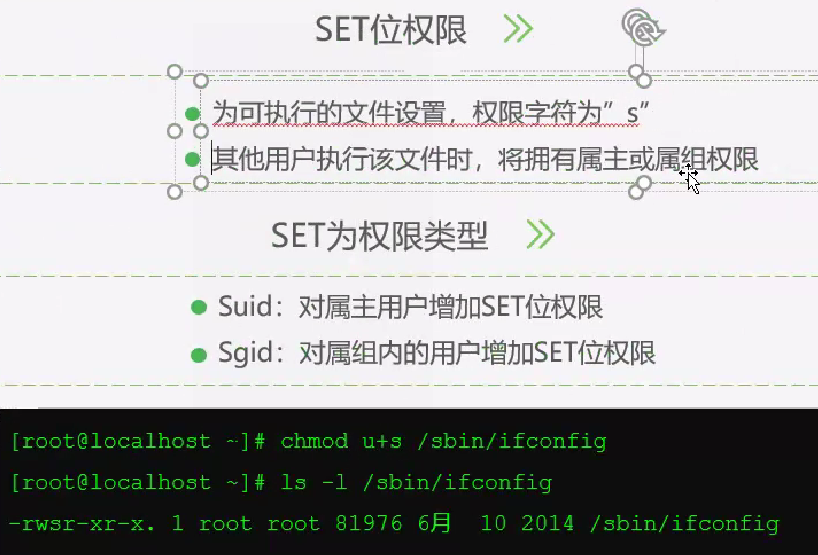 SET位权限
为可执行的文件设置，权限字符为”s”
其他用户执行该文件时，将拥有属主或属组权限
SET为权限类型
Suid：对属主用户增加SET位权限
Sgid：对属组内的用户增加SET位权限
[root@localhost ~]# chmod u+s /sbin/ifconfig
[root@localhost ~]# ls -l /sbin/ifconfig
-rwsr-xr-x. 1 root root 81976 6月  10 2014 /sbin/ifconfig